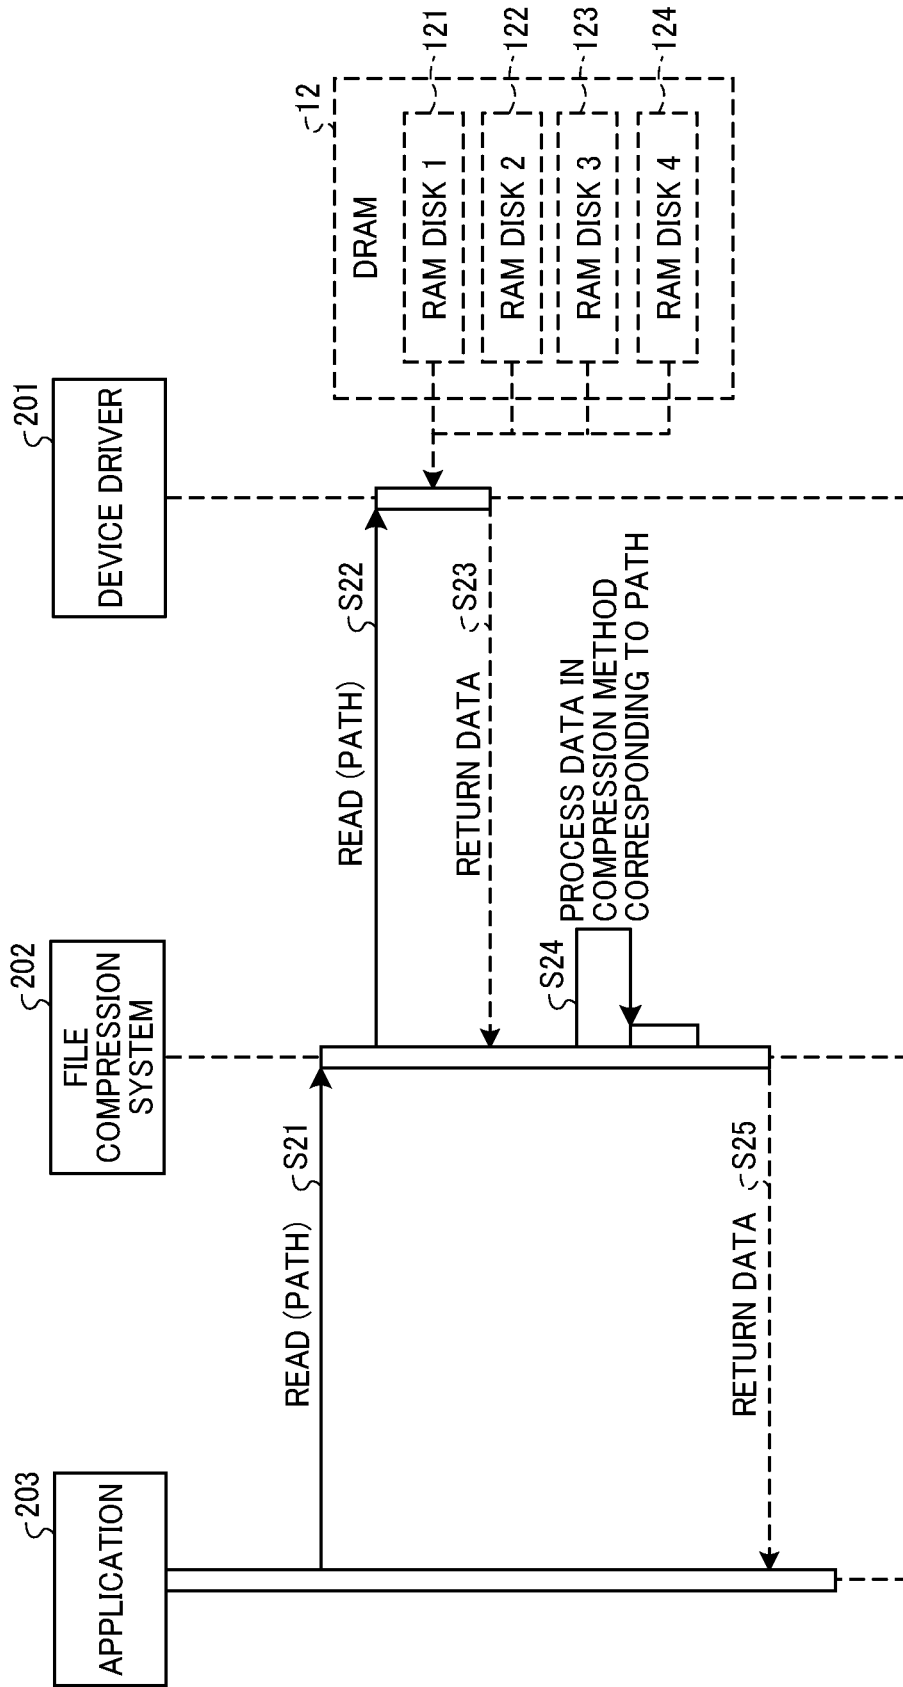 203
APPLICATION
202
FILE
COMPRESSION
SYSTEM
201
DEVICE DRIVER
READ (PATH)
S21
READ (PATH)
S22
RETURN DATA
S23
S24
PROCESS DATA IN
COMPRESSION METHOD
CORRESPONDING TO PATH
RETURN DATA
S25
12
DRAM
RAM DISK 1
121
RAM DISK 2
122
RAM DISK 3
123
RAM DISK 4
124